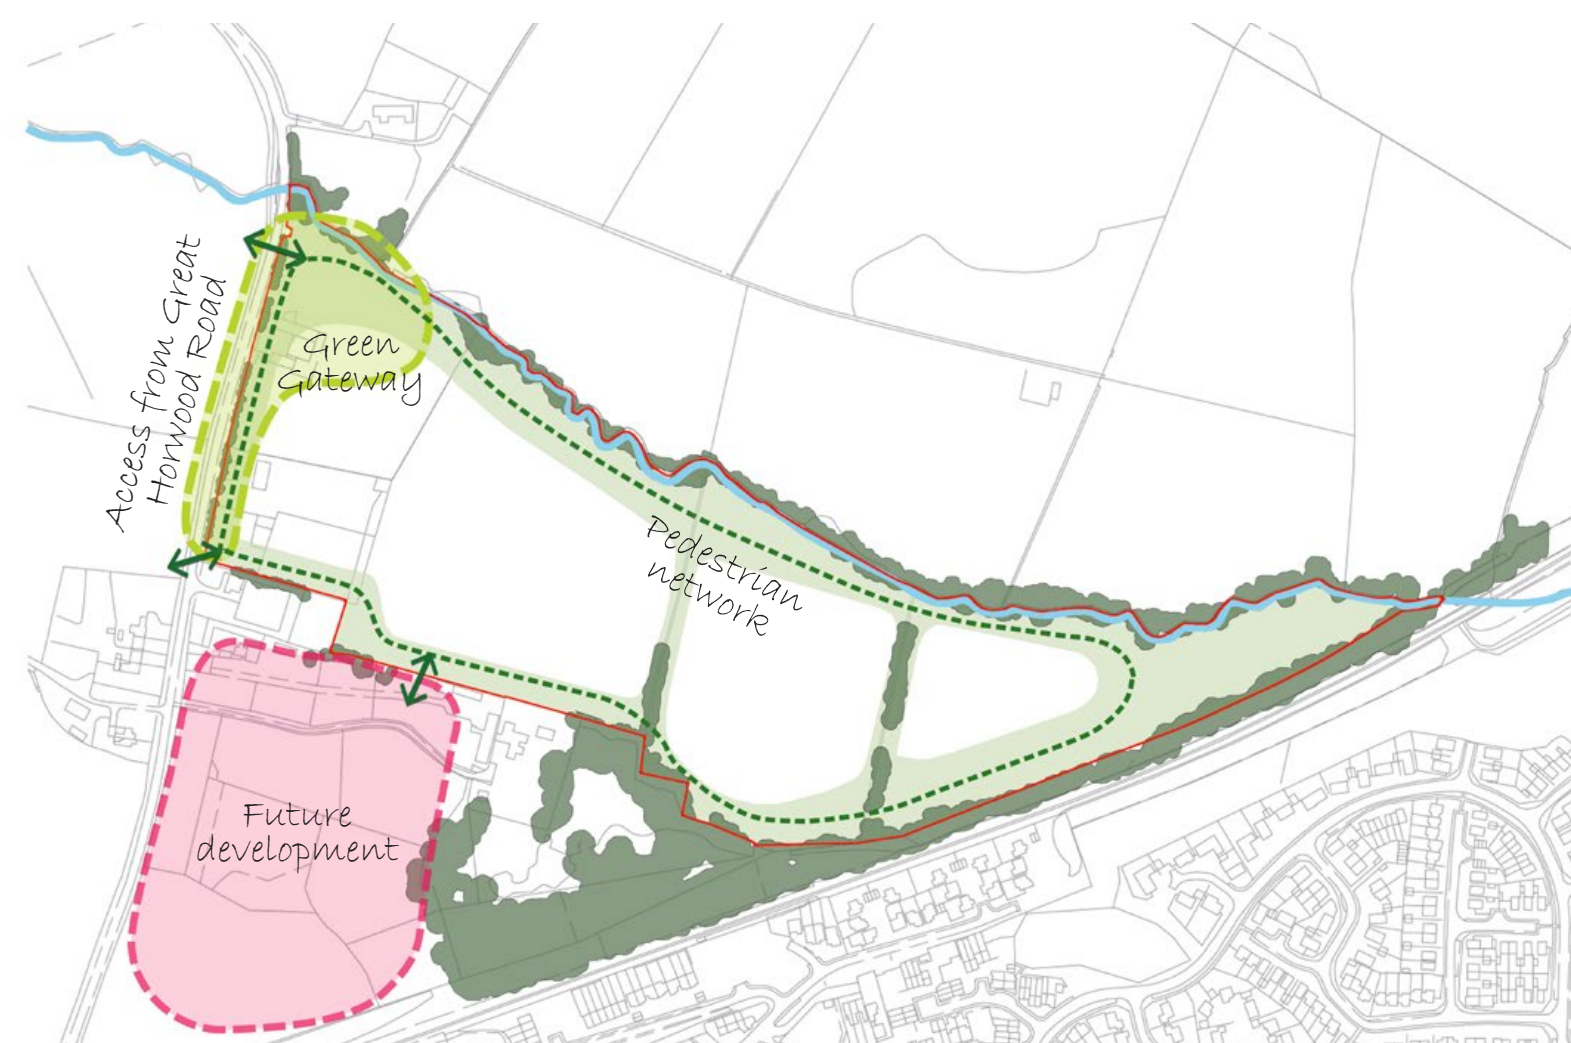 Access from Great
Horwood Road
Green
Gateway
Pedestrian
network
Future
development